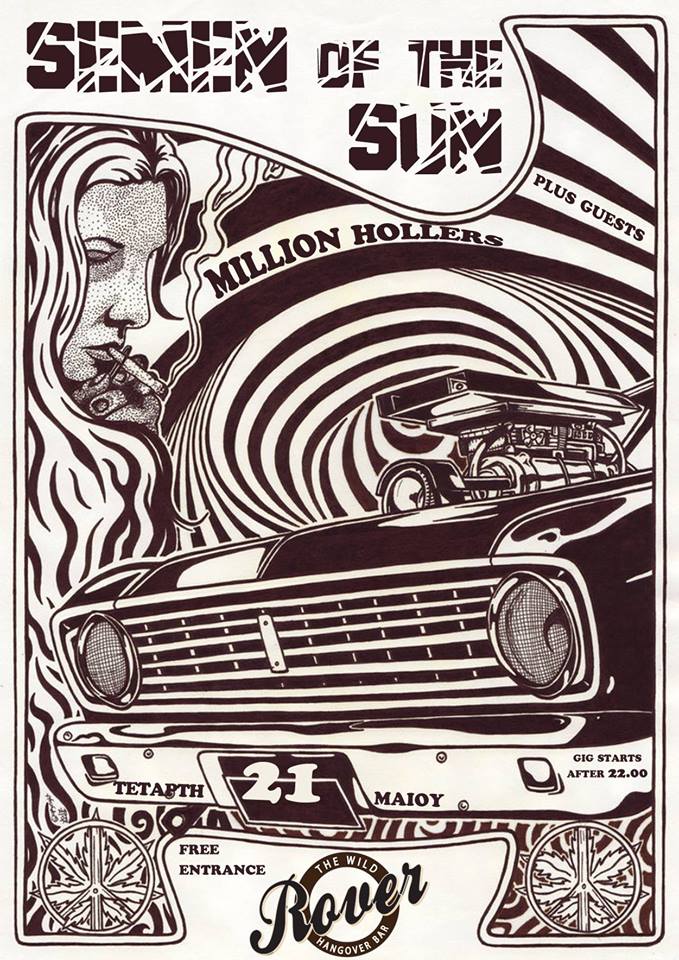 SEMEN OF THE
SUN
PLUS GUESTS
MILLION HOLLERS
GIG STARTS
AFTER 22.00
ΤΕΤΑΡΤΗ 21 ΜΑΙΟΥ
FREE
ENTRANCE
THE WILD
Rover
HANGOVER BAR